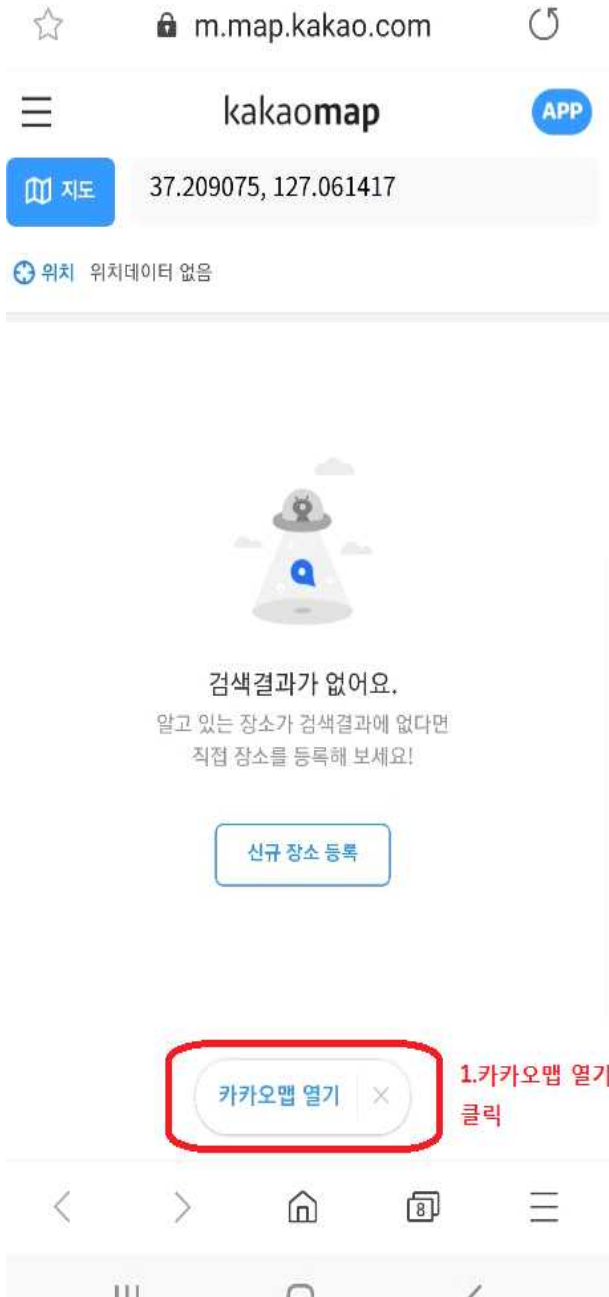 m.map.kakao.com
kakaomap
APP
지도
37.209075, 127.061417
위치 위치데이터 없음
검색결과가 없어요.
알고 있는 장소가 검색결과에 없다면
직접 장소를 등록해 보세요!
신규 장소 등록
카카오맵 열기
1.카카오맵 열기
클릭
8